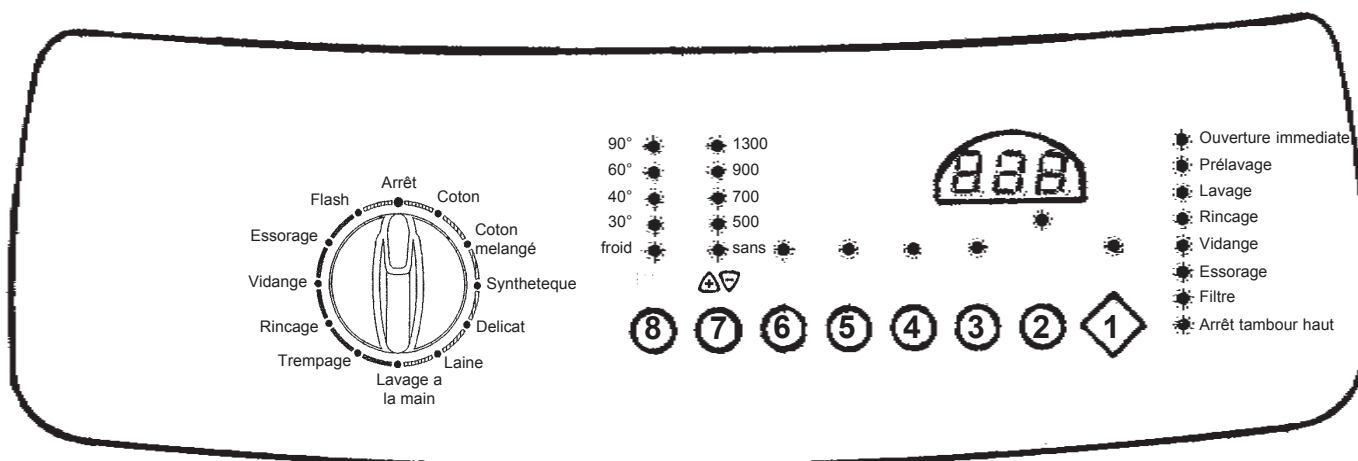 Arrêt
Flash
Coton
Essorage
Coton
melangé
Vidange
Syntheteque
Rincage
Delicat
Trempage
Laine
Lavage a
la main
90° 1300
60° 900
40° 700
30° 500
froid sans
+ −
8 7 6 5 4 3 2 1
Ouverture immediate
Prélavage
Lavage
Rincage
Vidange
Essorage
Filtre
Arrêt tambour haut